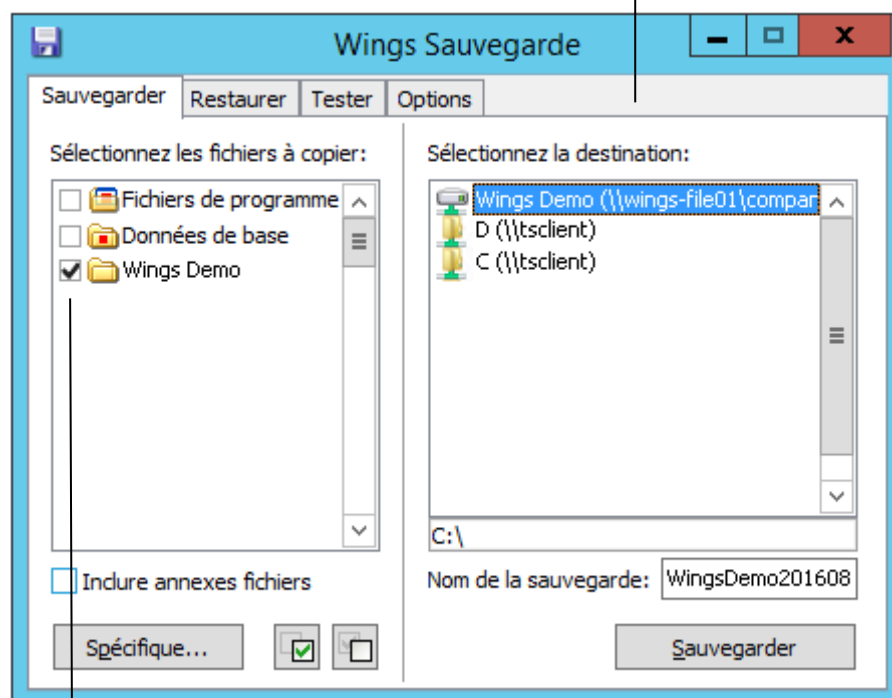 Wings Sauvegarde
Sauvegarder Restaurer Tester Options
Sélectionnez les fichiers à copier:
Fichiers de programme
Données de base
Wings Demo
Inclure annexes fichiers
Spécifique...
Sélectionnez la destination:
Wings Demo (\\wings-file01\compar
D (\\tsclient)
C (\\tsclient)
C:\
Nom de la sauvegarde: WingsDemo201608
Sauvegarder